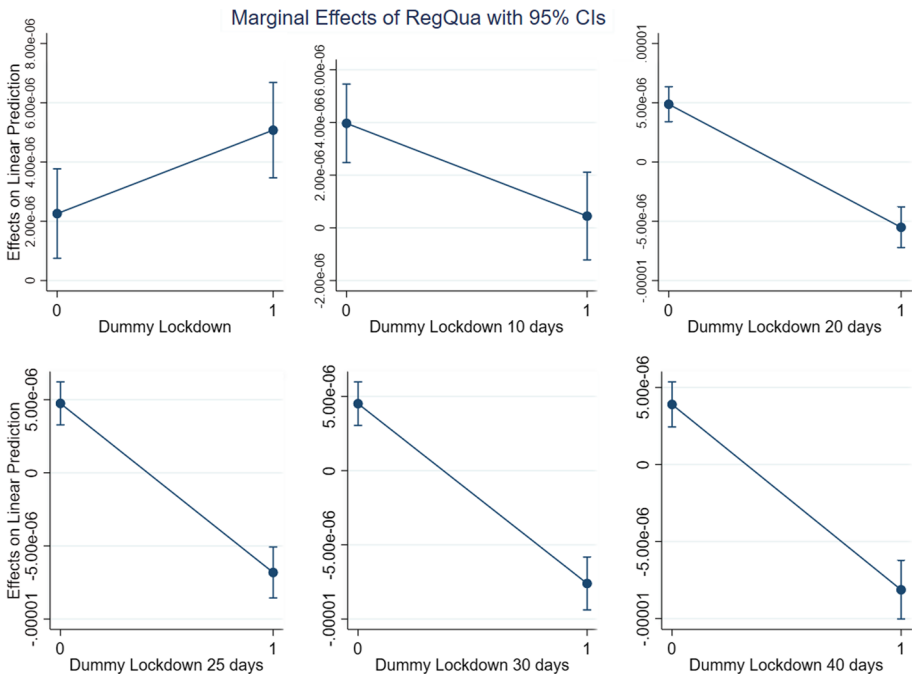 Marginal Effects of RegQua with 95% CIs
Effects on Linear Prediction
8.00e-06
6.00e-06
4.00e-06
2.00e-06
0
0 1
Dummy Lockdown
6.00e-06
4.00e-06
2.00e-06
0
-2.00e-06
0 1
Dummy Lockdown 10 days
.00001
5.00e-06
0
-5.00e-06
-.00001
0 1
Dummy Lockdown 20 days
Effects on Linear Prediction
5.00e-06
0
-5.00e-06
-.00001
0 1
Dummy Lockdown 25 days
5.00e-06
0
-5.00e-06
-.00001
0 1
Dummy Lockdown 30 days
5.00e-06
0
-5.00e-06
-.00001
0 1
Dummy Lockdown 40 days